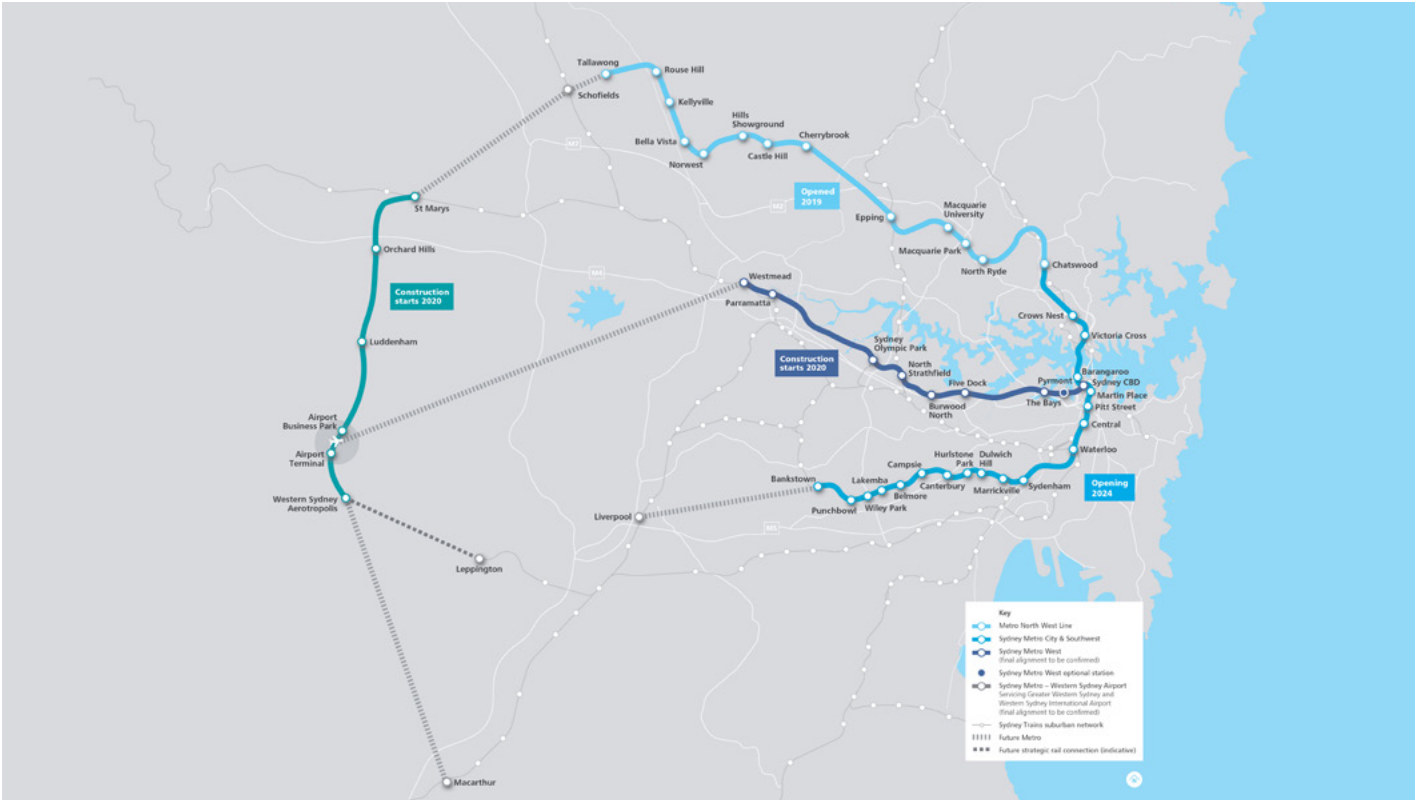 Tallawong
Rouse Hill
Schofields
Kellyville
Hills
Showground
Cherrybrook
Bella Vista
Norwest
Castle Hill
M7
Opened
2019
M2
St Marys
Epping
Macquarie
University
Macquarie Park
North Ryde
Chatswood
Orchard Hills
Westmead
Parramatta
M4
Construction
starts 2020
Crows Nest
Victoria Cross
Luddenham
Sydney
Olympic Park
North
Strathfield
Construction
starts 2020
Five Dock
Burwood
North
Pyrmont
The Bays
Barangaroo
Sydney CBD
Martin Place
Pitt Street
Central
Waterloo
Airport
Business Park
Airport
Terminal
Western Sydney
Aerotropolis
Bankstown
Punchbowl
Lakemba
Wiley Park
Belmore
Campsie
Canterbury
Hurlstone
Park
Dulwich
Hill
Marrickville
Sydenham
Opening
2024
Liverpool
M5
Leppington
Macarthur
Key
Metro North West Line
Sydney Metro City & Southwest
Sydney Metro West
(final alignment to be confirmed)
Sydney Metro West optional station
Sydney Metro – Western Sydney Airport
Servicing Greater Western Sydney and
Western Sydney International Airport
(final alignment to be confirmed)
Sydney Trains suburban network
Future Metro
Future strategic rail connection (indicative)